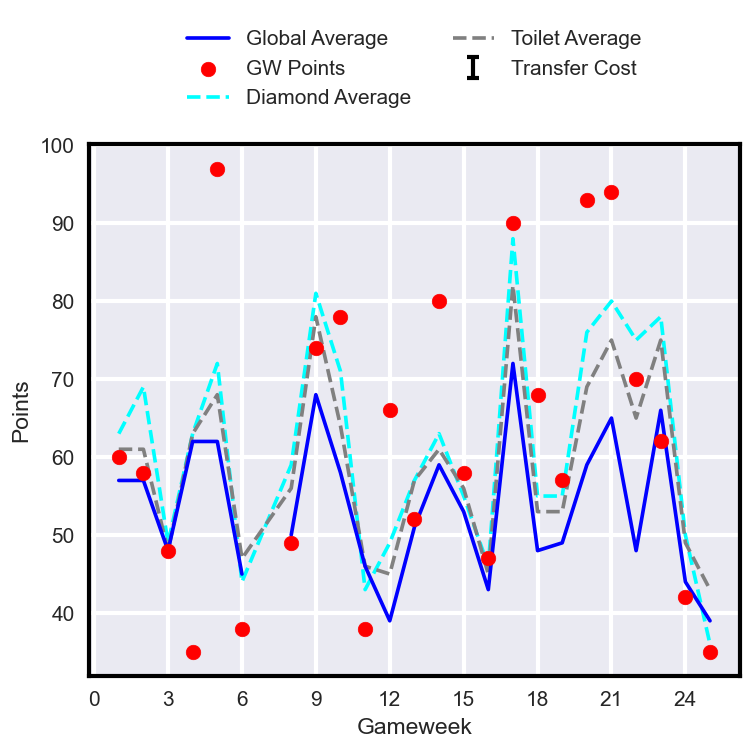 Global Average
GW Points
Diamond Average
Toilet Average
Transfer Cost
100
90
80
70
60
50
40
Points
0 3 6 9 12 15 18 21 24
Gameweek